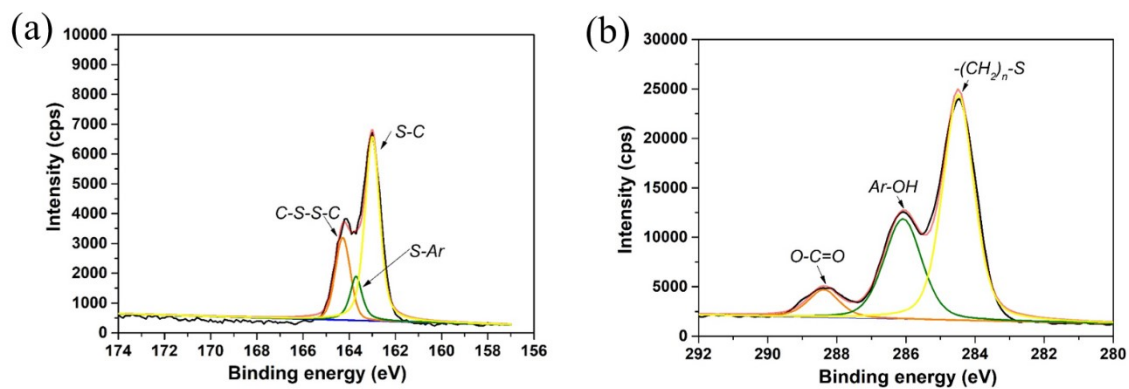 (a)
10000
9000
8000
7000
6000
5000
4000
3000
2000
1000
0
Intensity (cps)
S-C
C-S-S-C
S-Ar
174 172 170 168 166 164 162 160 158 156
Binding energy (eV)
(b)
30000
25000
20000
15000
10000
5000
0
Intensity (cps)
-(CH2)n-S
Ar-OH
O-C=O
292 290 288 286 284 282 280
Binding energy (eV)